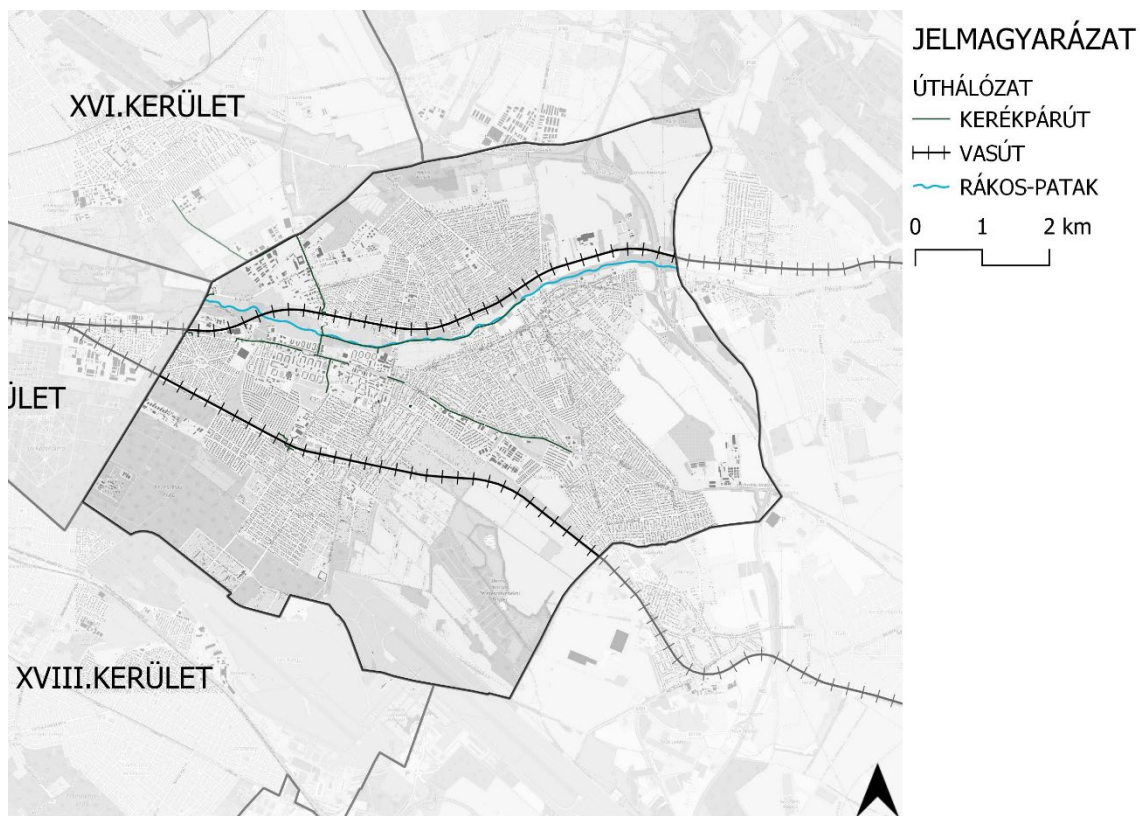 XVI.KERÜLET
ÜLET
XVIII.KERÜLET
JELMAGYARÁZAT
ÚTHÁLÓZAT
KERÉKPÁRÚT
VASÚT
RÁKOS-PATAK
0 1 2 km